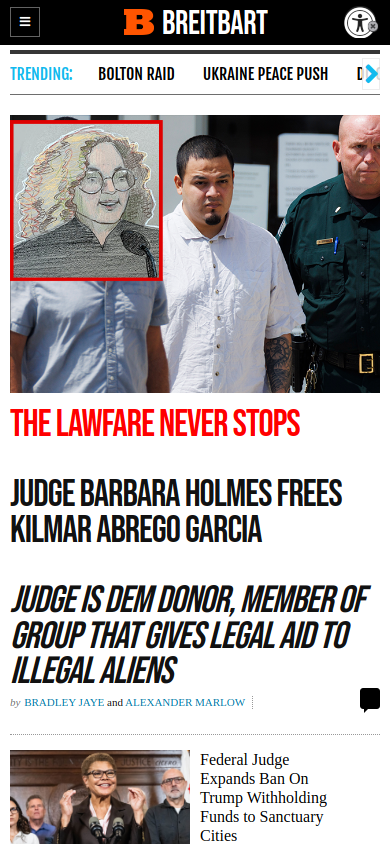 BREITBART
TRENDING:
BOLTON RAID
UKRAINE PEACE PUSH
THE LAWFARE NEVER STOPS
JUDGE BARBARA HOLMES FREES
KILMAR ABREGO GARCIA
JUDGE IS DEM DONOR, MEMBER OF
GROUP THAT GIVES LEGAL AID TO
ILLEGAL ALIENS
by BRADLEY JAYE and ALEXANDER MARLOW
Federal Judge
Expands Ban On
Trump Withholding
Funds to Sanctuary
Cities